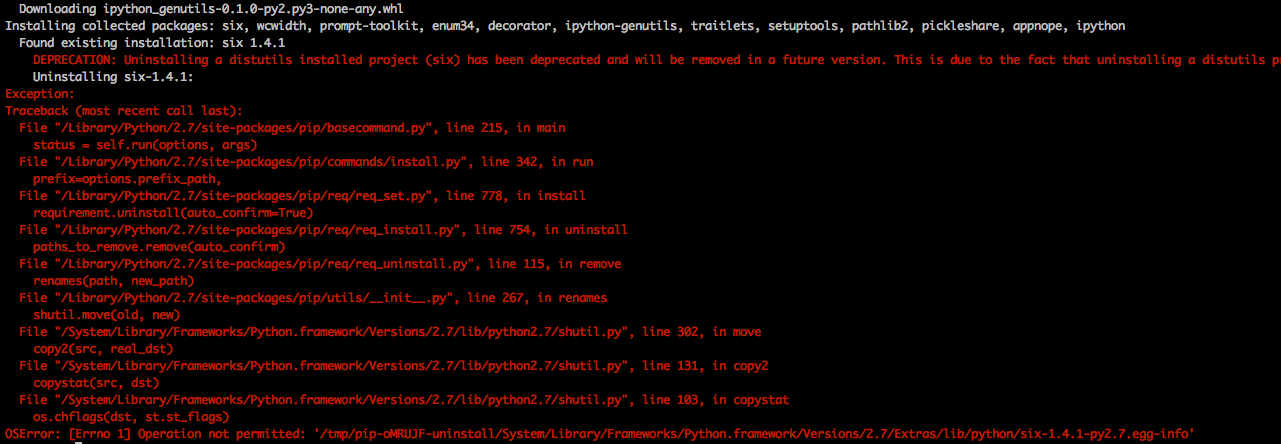 Downloading ipython_genutils-0.1.0-py2.py3-none-any.whl
Installing collected packages: six, wcwidth, prompt-toolkit, enum34, decorator, ipython-genutils, traitlets, setuptools, pathlib2, pickleshare, appnope, ipython
Found existing installation: six 1.4.1
DEPRECATION: Uninstalling a distutils installed project (six) has been deprecated and will be removed in a future version. This is due to the fact that uninstalling a distutils p
Uninstalling six-1.4.1:
Exception:
Traceback (most recent call last):
File "/Library/Python/2.7/site-packages/pip/basecommand.py", line 215, in main
status = self.run(options, args)
File "/Library/Python/2.7/site-packages/pip/commands/install.py", line 342, in run
prefix=options.prefix_path,
File "/Library/Python/2.7/site-packages/pip/req/req_set.py", line 778, in install
requirement.uninstall(auto_confirm=True)
File "/Library/Python/2.7/site-packages/pip/req/req_install.py", line 754, in uninstall
paths_to_remove.remove(auto_confirm)
File "/Library/Python/2.7/site-packages/pip/req/req_uninstall.py", line 115, in remove
renames(path, new_path)
File "/Library/Python/2.7/site-packages/pip/utils/__init__.py", line 267, in renames
shutil.move(old, new)
File "/System/Library/Frameworks/Python.framework/Versions/2.7/lib/python2.7/shutil.py", line 302, in move
copy2(src, real_dst)
File "/System/Library/Frameworks/Python.framework/Versions/2.7/lib/python2.7/shutil.py", line 131, in copy2
copystat(src, dst)
File "/System/Library/Frameworks/Python.framework/Versions/2.7/lib/python2.7/shutil.py", line 103, in copystat
os.chflags(dst, st.st_flags)
OSError: [Errno 1] Operation not permitted: '/tmp/pip-oMRUJF-uninstall/System/Library/Frameworks/Python.framework/Versions/2.7/Extras/lib/python/six-1.4.1-py2.7.egg-info'